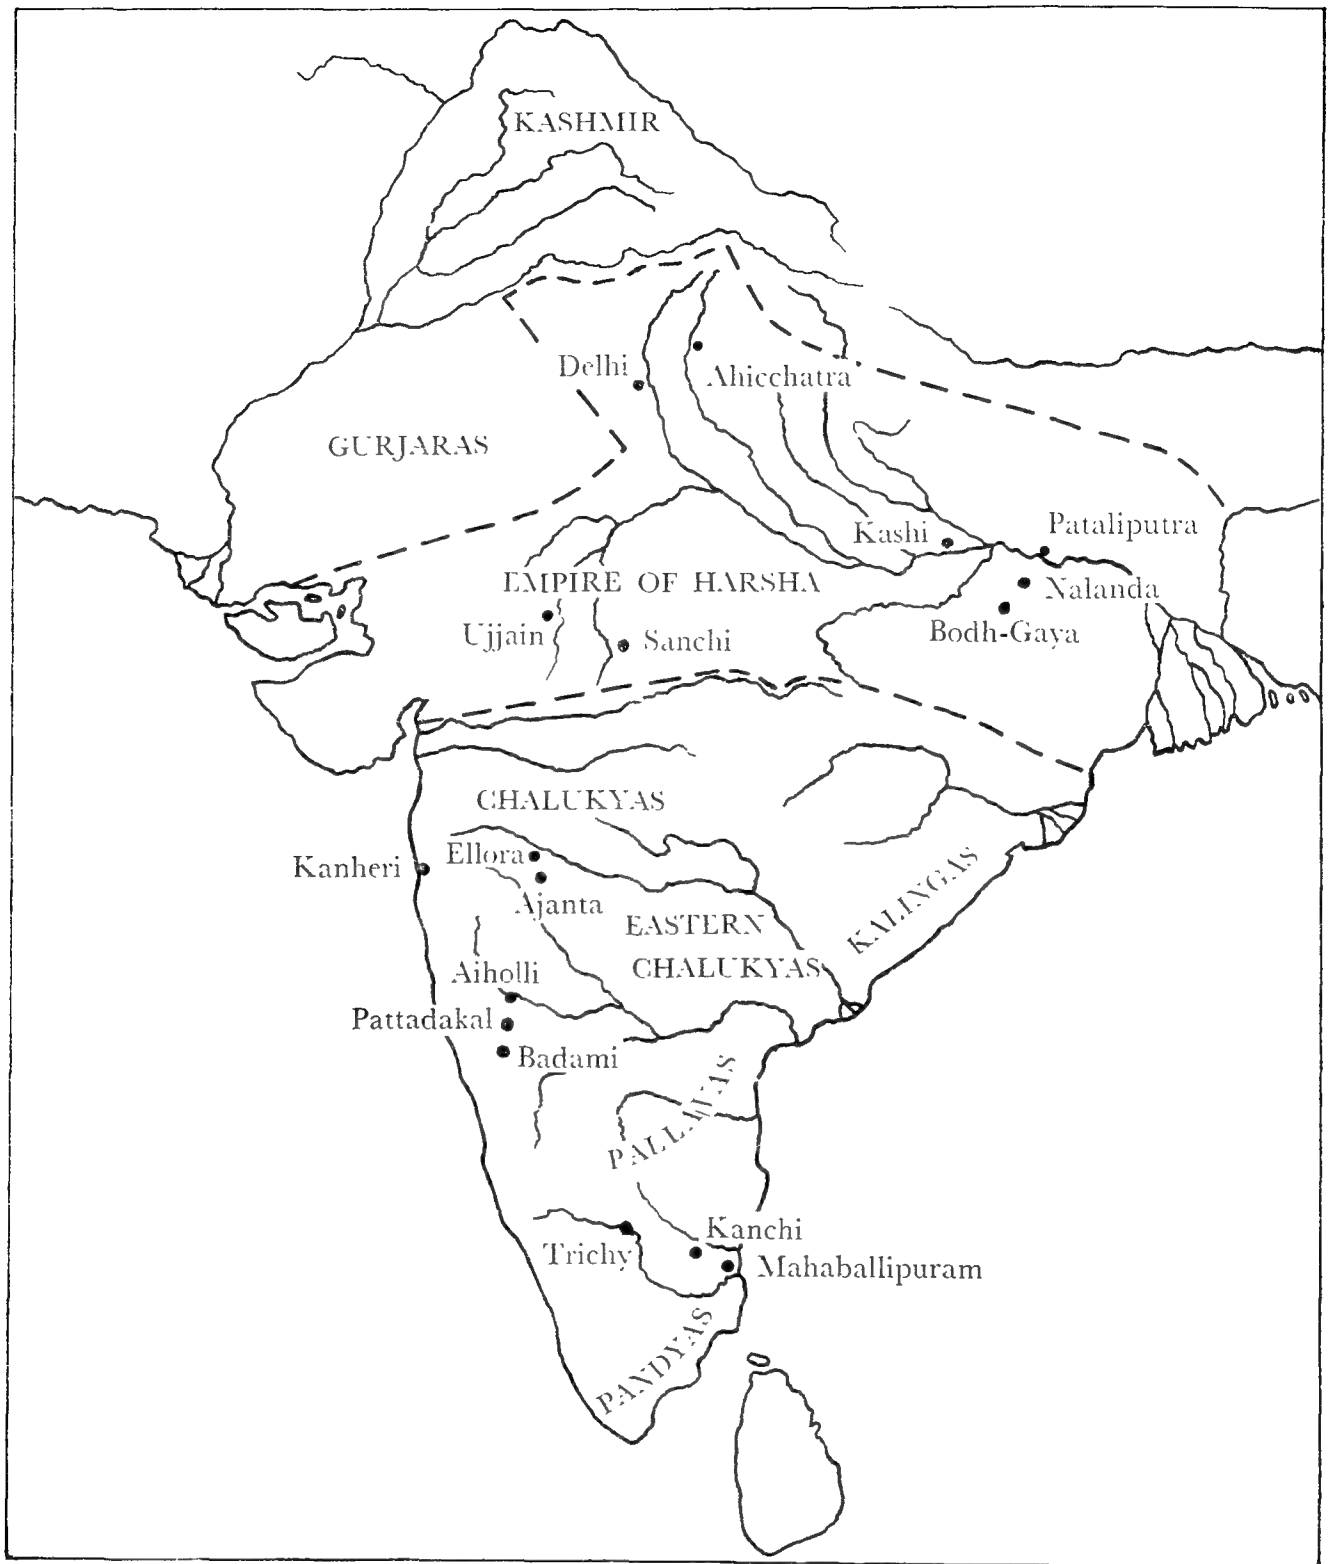 KASHMIR
Delhi
Ahicchatra
GURJARAS
Kashi
Pataliputra
EMPIRE OF HARSHA
Nalanda
Ujjain
Sanchi
Bodh-Gaya
CHALUKYAS
Kanheri
Ellora
Ajanta
EASTERN
CHALUKYAS
KALINGAS
Aiholli
Pattadakal
Badami
PALLAVAS
Kanchi
Trichy
Mahaballipuram
PANDYAS